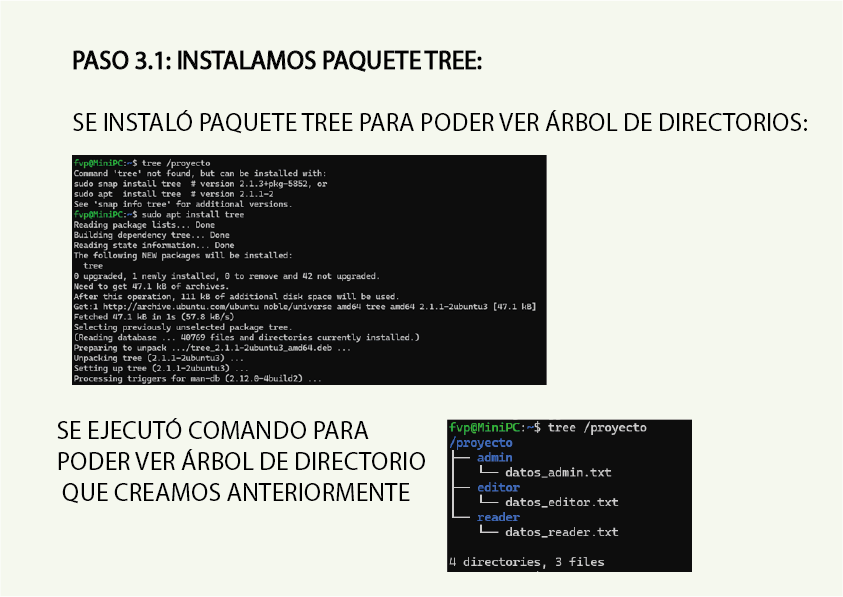 PASO 3.1: INSTALAMOS PAQUETE TREE:
SE INSTALÓ PAQUETE TREE PARA PODER VER ÁRBOL DE DIRECTORIOS:
fvp@MiniPC:~$ tree /proyecto
Command 'tree' not found, but can be installed with:
sudo snap install tree  # version 2.1.3+pkg-5852, or
sudo apt  install tree  # version 2.1.1-2
See 'snap info tree' for additional versions.
fvp@MiniPC:~$ sudo apt install tree
Reading package lists... Done
Building dependency tree... Done
Reading state information... Done
The following NEW packages will be installed:
  tree
0 upgraded, 1 newly installed, 0 to remove and 42 not upgraded.
Need to get 47.1 kB of archives.
After this operation, 111 kB of additional disk space will be used.
Get:1 http://archive.ubuntu.com/ubuntu noble/universe amd64 tree amd64 2.1.1-2ubuntu3 [47.1 kB]
Fetched 47.1 kB in 1s (57.8 kB/s)
Selecting previously unselected package tree.
(Reading database ... 40769 files and directories currently installed.)
Preparing to unpack .../tree_2.1.1-2ubuntu3_amd64.deb ...
Unpacking tree (2.1.1-2ubuntu3) ...
Setting up tree (2.1.1-2ubuntu3) ...
Processing triggers for man-db (2.12.0-4build2) ...
SE EJECUTÓ COMANDO PARA
PODER VER ÁRBOL DE DIRECTORIO
QUE CREAMOS ANTERIORMENTE
fvp@MiniPC:~$ tree /proyecto
/proyecto
├── admin
│   └── datos_admin.txt
├── editor
│   └── datos_editor.txt
└── reader
    └── datos_reader.txt
4 directories, 3 files